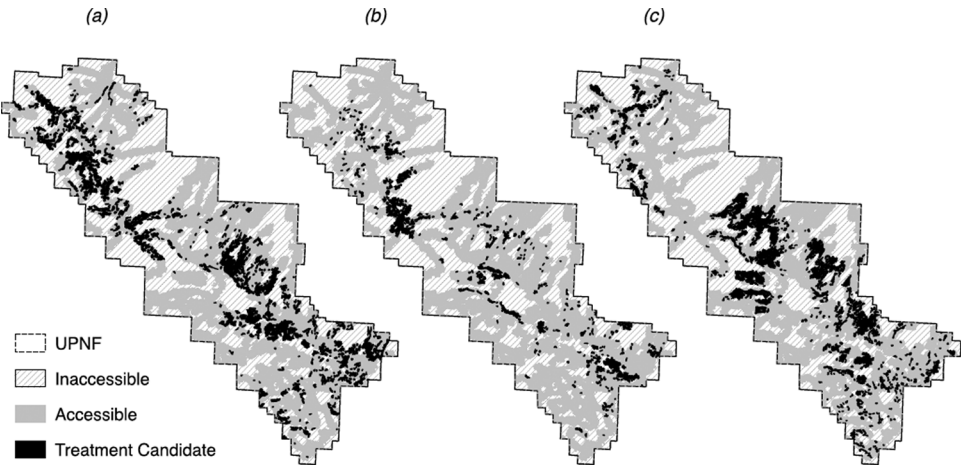 (a) (b) (c)
UPNF
Inaccessible
Accessible
Treatment Candidate